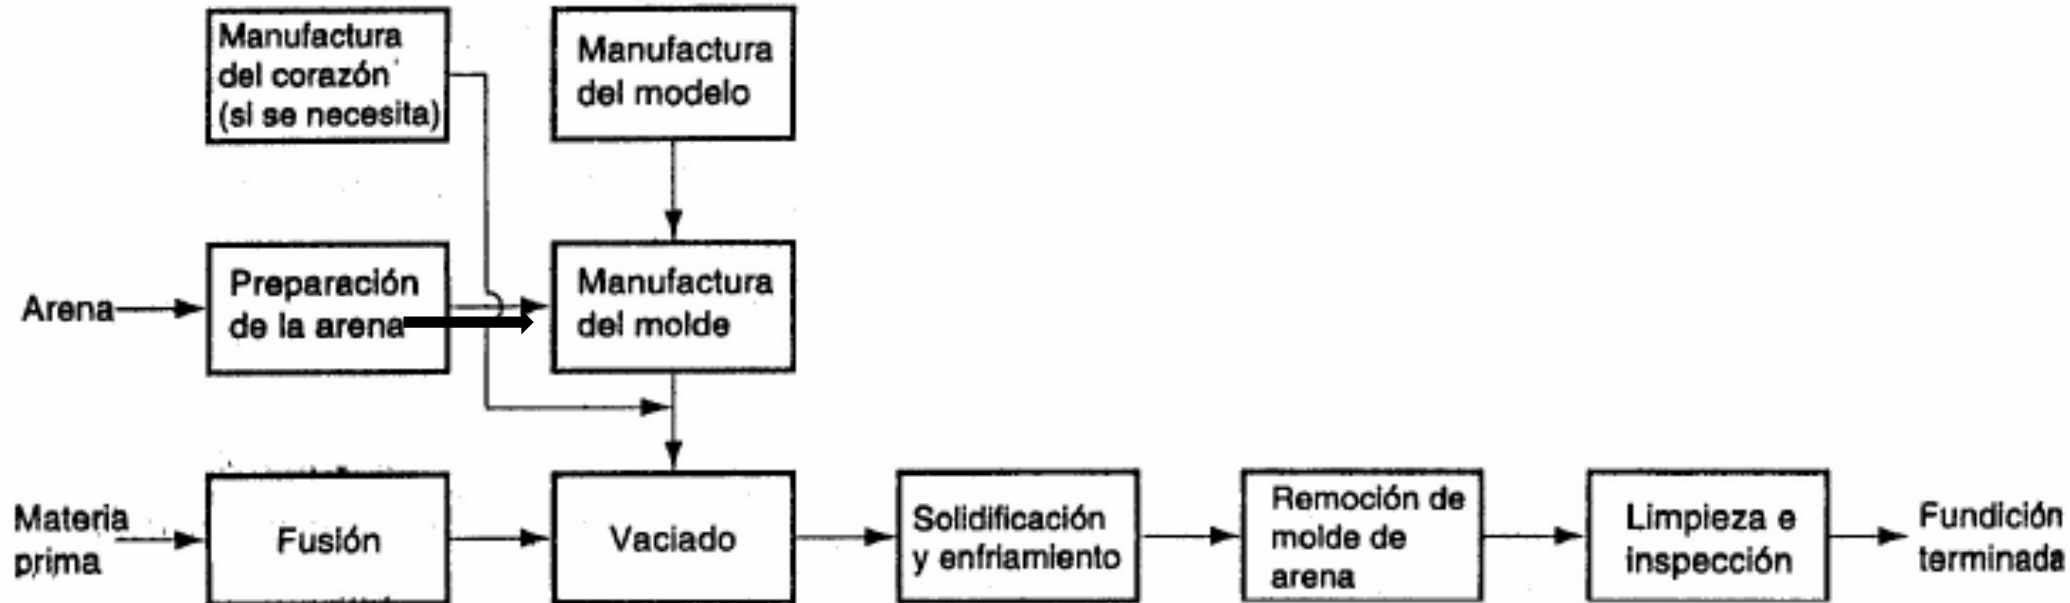 Manufactura
del corazón
(si se necesita)
Manufactura
del modelo
Arena
Preparación
de la arena
Manufactura
del molde
Materia
prima
Fusión
Vaciado
Solidificación
y enfriamiento
Remoción de
molde de
arena
Limpieza e
inspección
Fundición
terminada